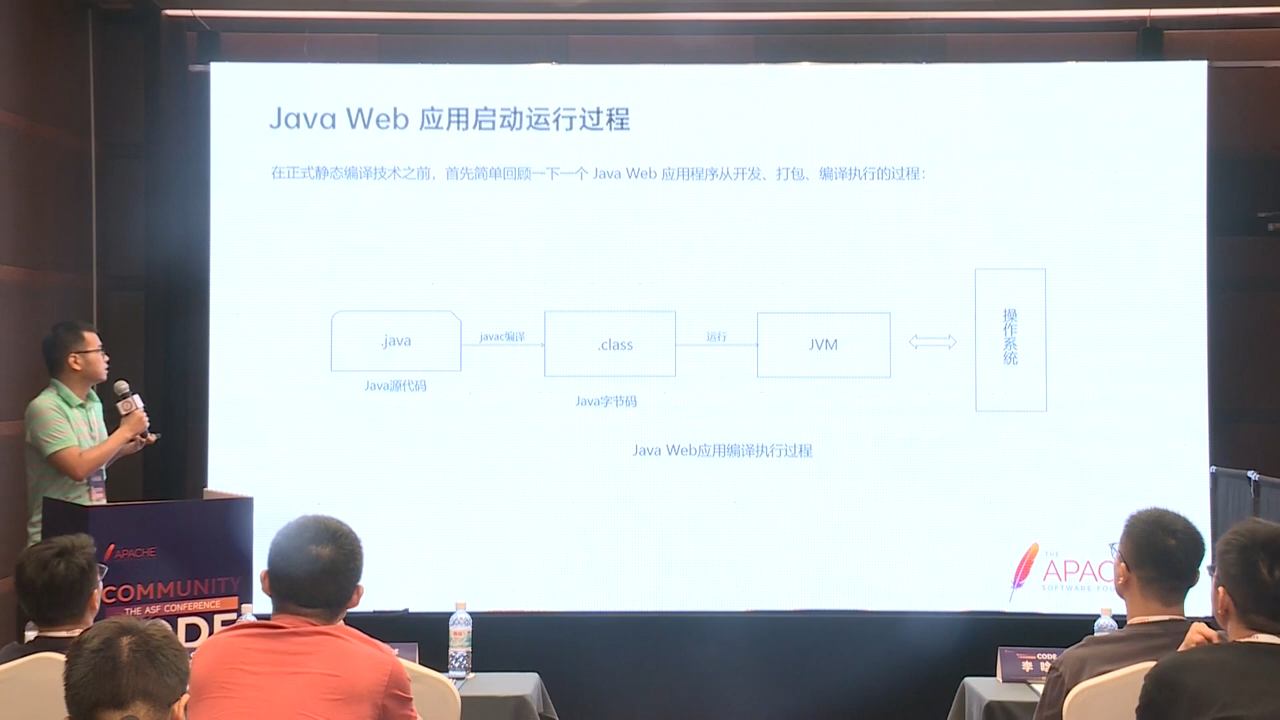 Java Web 应用启动运行过程
在正式静态编译技术之前，首先简单回顾一下一个 Java Web 应用程序从开发、打包、编译执行的过程：
.java
javac编译
.class
运行
JVM
操作系统
Java源代码
Java字节码
Java Web应用编译执行过程
THE
APAC
SOFTWARE FOU
APACHE
COMMUNITY
THE ASF CONFERENCE
CODE
李